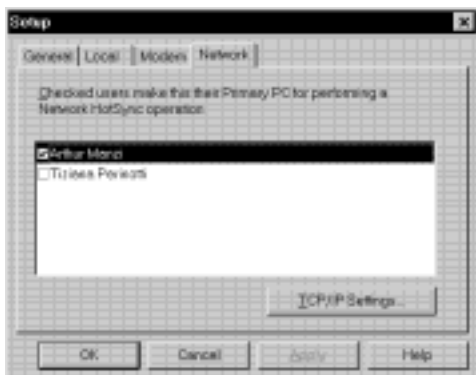 Setup
General Local Modem Network
Checked users make this their Primary PC for performing a
Network HotSync operation
Arthur Manzi
Tiziana Perinotti
TCP/IP Settings...
OK Cancel Apply Help